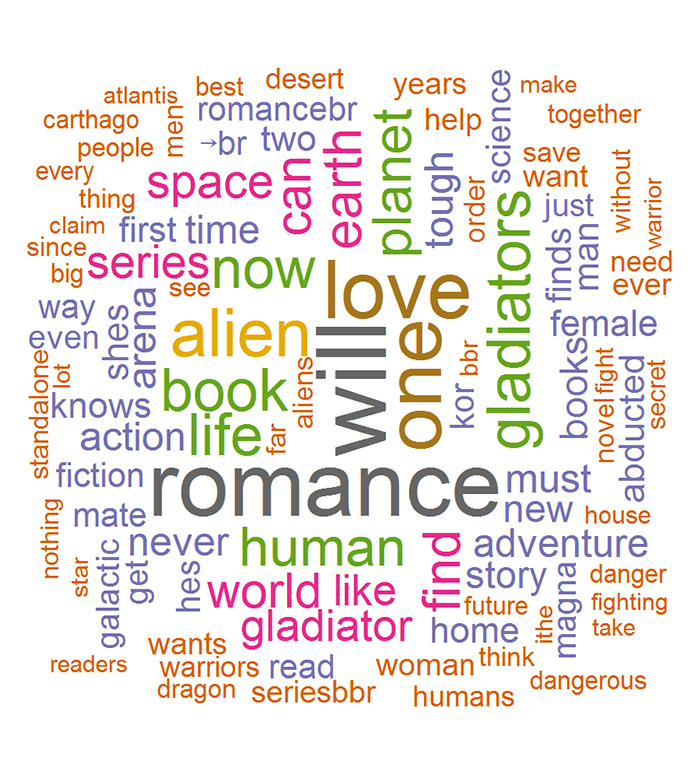 atlantis best desert years science make
carthago men romancebr help together
people →br two can earth planet tough order save without
every space want warrior
thing first time gladiators just
claim series now love finds man need
since see ever
big alien will one female
way shes arena
even book aliens bbr books
standalone lot knows life far kor novel fight abducted secret
action
fiction romance must
nothing mate new house
never human find adventure
star galactic get hes world like story danger
gladiator future ithe magna fighting
wants home take
readers warriors read woman think
dragon seriesbbr humans dangerous